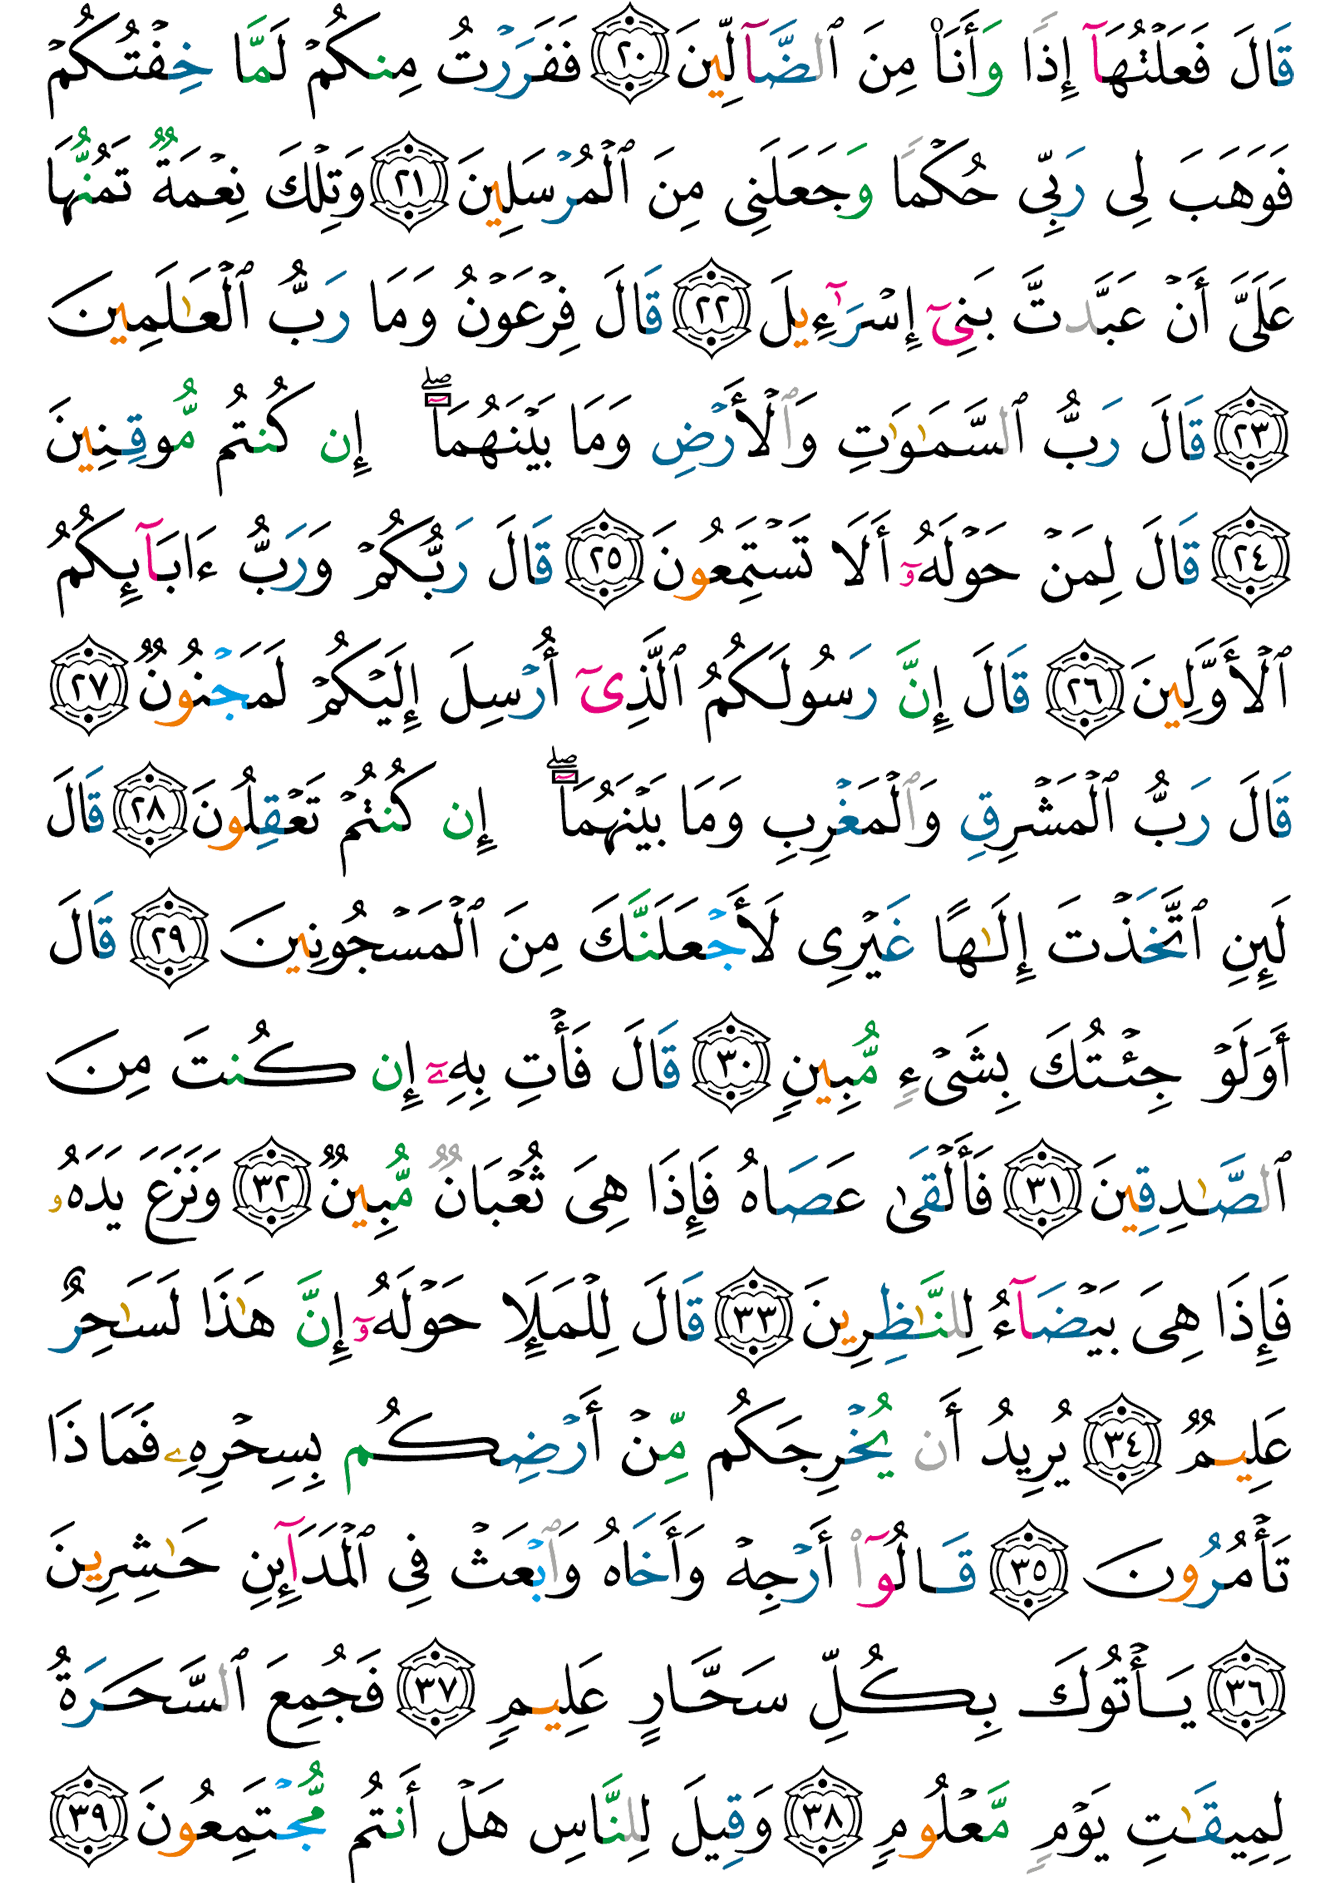 قَالَ فَعَلْتُهَآ إِذًا وَأَنَا۠ مِنَ ٱلضَّآلِّينَ ٢٠ فَفَرَرْتُ مِنكُمْ لَمَّا خِفْتُكُمْ
فَوَهَبَ لِى رَبِّى حُكْمًا وَجَعَلَنِى مِنَ ٱلْمُرْسَلِينَ ٢١ وَتِلْكَ نِعْمَةٌ تَمُنُّهَا
عَلَىَّ أَنْ عَبَّدتَّ بَنِىٓ إِسْرَٰٓءِيلَ ٢٢ قَالَ فِرْعَوْنُ وَمَا رَبُّ ٱلْعَـٰلَمِينَ
٢٣ قَالَ رَبُّ ٱلسَّمَـٰوَٰتِ وَٱلْأَرْضِ وَمَا بَيْنَهُمَآ ۖ إِن كُنتُم مُّوقِنِينَ
٢٤ قَالَ لِمَنْ حَوْلَهُۥٓ أَلَا تَسْتَمِعُونَ ٢٥ قَالَ رَبُّكُمْ وَرَبُّ ءَابَآئِكُمُ
ٱلْأَوَّلِينَ ٢٦ قَالَ إِنَّ رَسُولَكُمُ ٱلَّذِىٓ أُرْسِلَ إِلَيْكُمْ لَمَجْنُونٌ ٢٧
قَالَ رَبُّ ٱلْمَشْرِقِ وَٱلْمَغْرِبِ وَمَا بَيْنَهُمَآ ۖ إِن كُنتُمْ تَعْقِلُونَ ٢٨ قَالَ
لَئِنِ ٱتَّخَذْتَ إِلَـٰهًا غَيْرِى لَأَجْعَلَنَّكَ مِنَ ٱلْمَسْجُونِينَ ٢٩ قَالَ
أَوَلَوْ جِئْتُكَ بِشَىْءٍ مُّبِينٍ ٣٠ قَالَ فَأْتِ بِهِۦٓ إِن كُنتَ مِنَ
ٱلصَّـٰدِقِينَ ٣١ فَأَلْقَىٰ عَصَاهُ فَإِذَا هِىَ ثُعْبَانٌ مُّبِينٌ ٣٢ وَنَزَعَ يَدَهُۥ
فَإِذَا هِىَ بَيْضَآءُ لِلنَّـٰظِرِينَ ٣٣ قَالَ لِلْمَلَإِ حَوْلَهُۥٓ إِنَّ هَـٰذَا لَسَـٰحِرٌ
عَلِيمٌ ٣٤ يُرِيدُ أَن يُخْرِجَكُم مِّنْ أَرْضِكُم بِسِحْرِهِۦ فَمَاذَا
تَأْمُرُونَ ٣٥ قَالُوٓا۟ أَرْجِهْ وَأَخَاهُ وَٱبْعَثْ فِى ٱلْمَدَآئِنِ حَـٰشِرِينَ
٣٦ يَأْتُوكَ بِكُلِّ سَحَّارٍ عَلِيمٍ ٣٧ فَجُمِعَ ٱلسَّحَرَةُ
لِمِيقَـٰتِ يَوْمٍ مَّعْلُومٍ ٣٨ وَقِيلَ لِلنَّاسِ هَلْ أَنتُم مُّجْتَمِعُونَ ٣٩